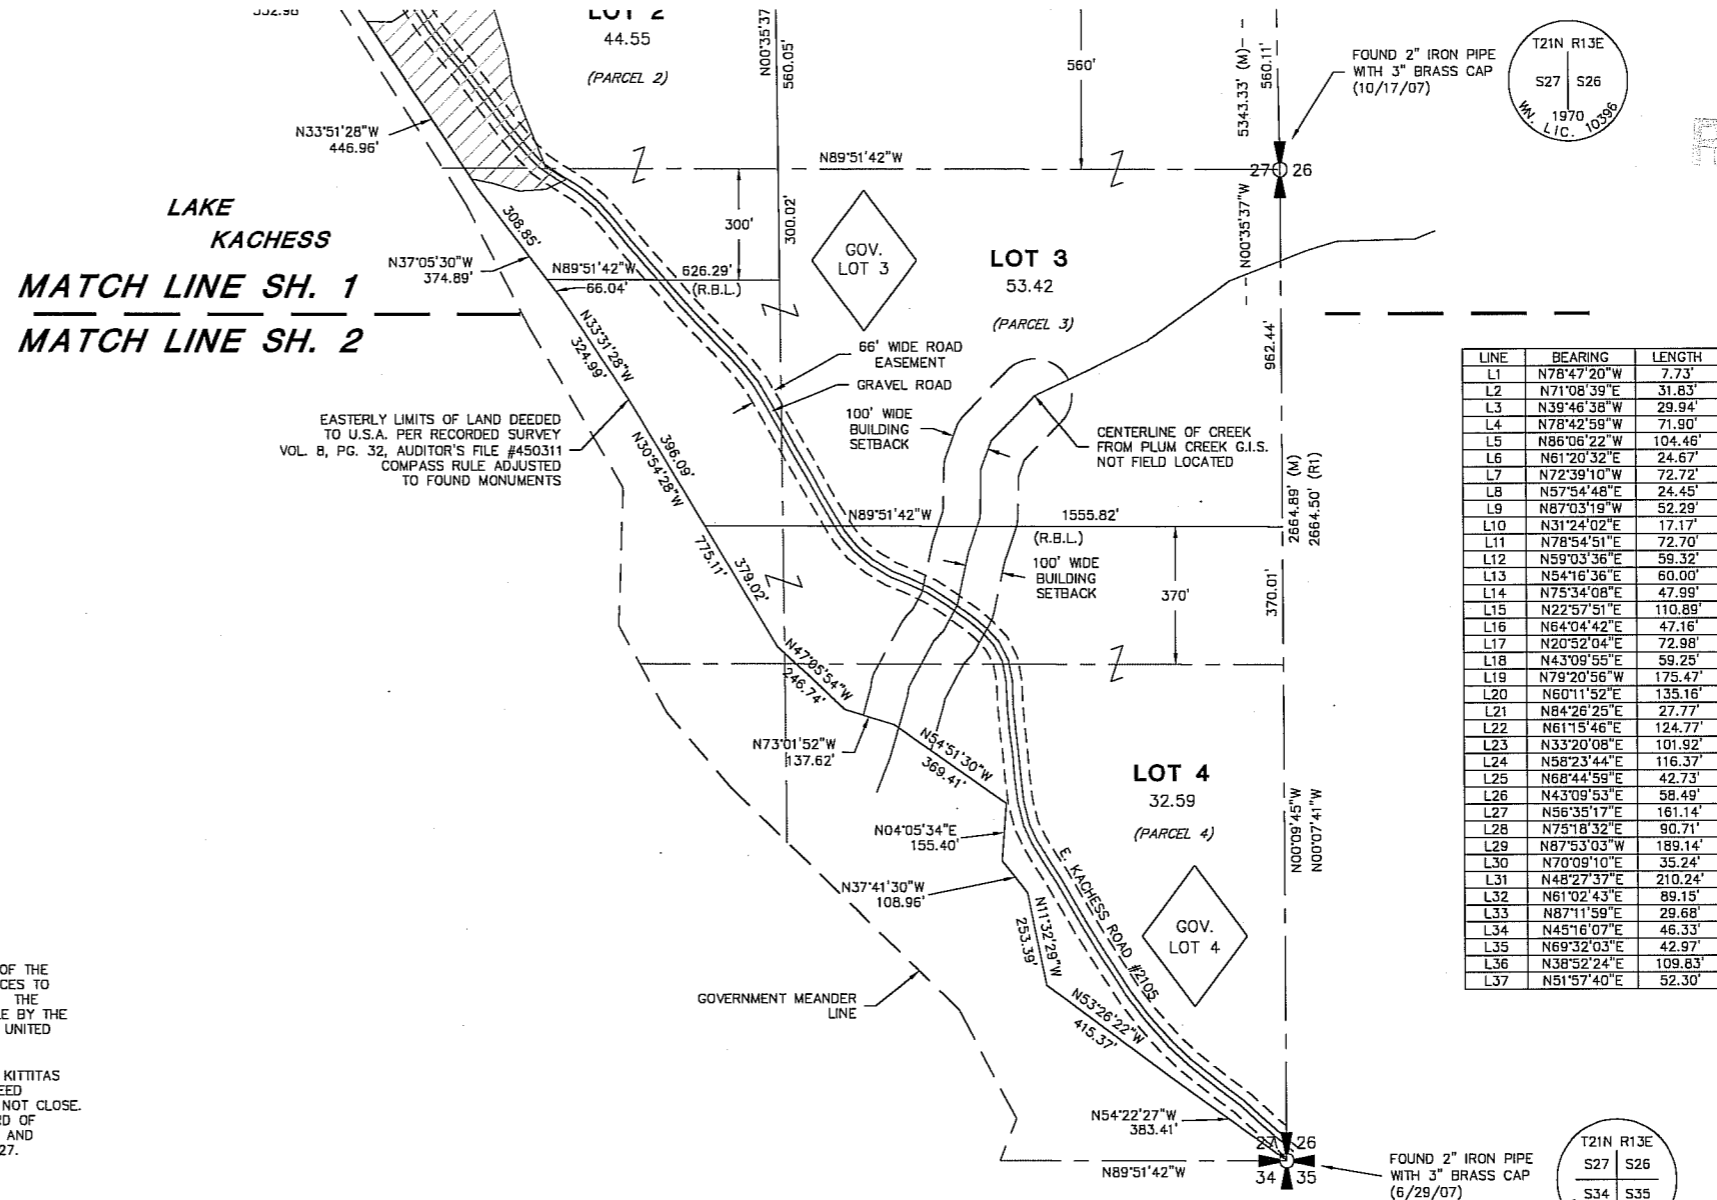 332.98
LOT 2
44.55
(PARCEL 2)
N00°35'37
560.05'
560'
5343.33' (M)
560.11'
FOUND 2" IRON PIPE
WITH 3" BRASS CAP
(10/17/07)
T21N R13E
S27 | S26
1970
WN. LIC. 10396
N33°51'28"W
446.96'
N89°51'42"W
27 26
LAKE
KACHESS
308.85'
300'
300.02'
GOV.
LOT 3
LOT 3
53.42
(PARCEL 3)
N00°35'37"W
N37°05'30"W
374.89'
N89°51'42"W
626.29'
66.04'
(R.B.L.)
MATCH LINE SH. 1
MATCH LINE SH. 2
N33°31'28"W
324.99'
66' WIDE ROAD
EASEMENT
GRAVEL ROAD
962.44'
EASTERLY LIMITS OF LAND DEEDED
TO U.S.A. PER RECORDED SURVEY
VOL. 8, PG. 32, AUDITOR'S FILE #450311
COMPASS RULE ADJUSTED
TO FOUND MONUMENTS
100' WIDE
BUILDING
SETBACK
CENTERLINE OF CREEK
FROM PLUM CREEK G.I.S.
NOT FIELD LOCATED
396.09'
N30°54'28"W
775.11'
379.02'
N89°51'42"W
1555.82'
(R.B.L.)
2664.89' (M)
2664.50' (R1)
100' WIDE
BUILDING
SETBACK
370'
370.01'
N47°05'54"W
246.74'
N73°01'52"W
137.62'
N54°51'30"W
369.41'
LOT 4
32.59
(PARCEL 4)
N00°09'45"W
N00°07'41"W
N04°05'34"E
155.40'
N37°41'30"W
108.96'
N11°32'29"W
253.39'
E. KACHESS ROAD #2105
GOV.
LOT 4
GOVERNMENT MEANDER
LINE
N53°26'22"W
415.37'
N54°22'27"W
383.41'
N89°51'42"W
27 26
34 35
FOUND 2" IRON PIPE
WITH 3" BRASS CAP
(6/29/07)
T21N R13E
S27 | S26
S34 | S35
LINE BEARING LENGTH
L1 N78°47'20"W 7.73'
L2 N71°08'39"E 31.83'
L3 N39°46'38"W 29.94'
L4 N78°42'59"W 71.90'
L5 N86°06'22"W 104.46'
L6 N61°20'32"E 24.67'
L7 N72°39'10"W 72.72'
L8 N57°54'48"E 24.45'
L9 N87°03'19"W 52.29'
L10 N31°24'02"E 17.17'
L11 N78°54'51"E 72.70'
L12 N59°03'36"E 59.32'
L13 N54°16'36"E 60.00'
L14 N75°34'08"E 47.99'
L15 N22°57'51"E 110.89'
L16 N64°04'42"E 47.16'
L17 N20°52'04"E 72.98'
L18 N43°09'55"E 59.25'
L19 N79°20'56"W 175.47'
L20 N60°11'52"E 135.16'
L21 N84°26'25"E 27.77'
L22 N61°15'46"E 124.77'
L23 N33°20'08"E 101.92'
L24 N58°23'44"E 116.37'
L25 N68°44'59"E 42.73'
L26 N43°09'53"E 58.49'
L27 N56°35'17"E 161.14'
L28 N75°18'32"E 90.71'
L29 N87°53'03"W 189.14'
L30 N70°09'10"E 35.24'
L31 N48°27'37"E 210.24'
L32 N61°02'43"E 89.15'
L33 N87°11'59"E 29.68'
L34 N45°16'07"E 46.33'
L35 N69°32'03"E 42.97'
L36 N38°52'24"E 109.83'
L37 N51°57'40"E 52.30'
OF THE
CES TO
THE
E BY THE
UNITED
KITTITAS
EED
NOT CLOSE.
RD OF
AND
27.